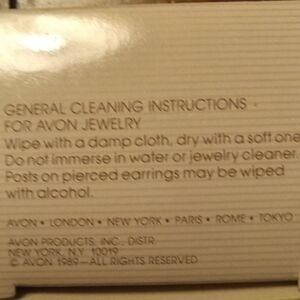 GENERAL CLEANING INSTRUCTIONS
FOR AVON JEWELRY
Wipe with a damp cloth, dry with a soft one
Do not immerse in water or jewelry cleaner.
Posts on pierced earrings may be wiped
with alcohol.
AVON • LONDON • NEW YORK • PARIS • ROME • TOKYO
AVON PRODUCTS, INC., DISTR.
NEW YORK, N.Y. 10019
© AVON 1989—ALL RIGHTS RESERVED